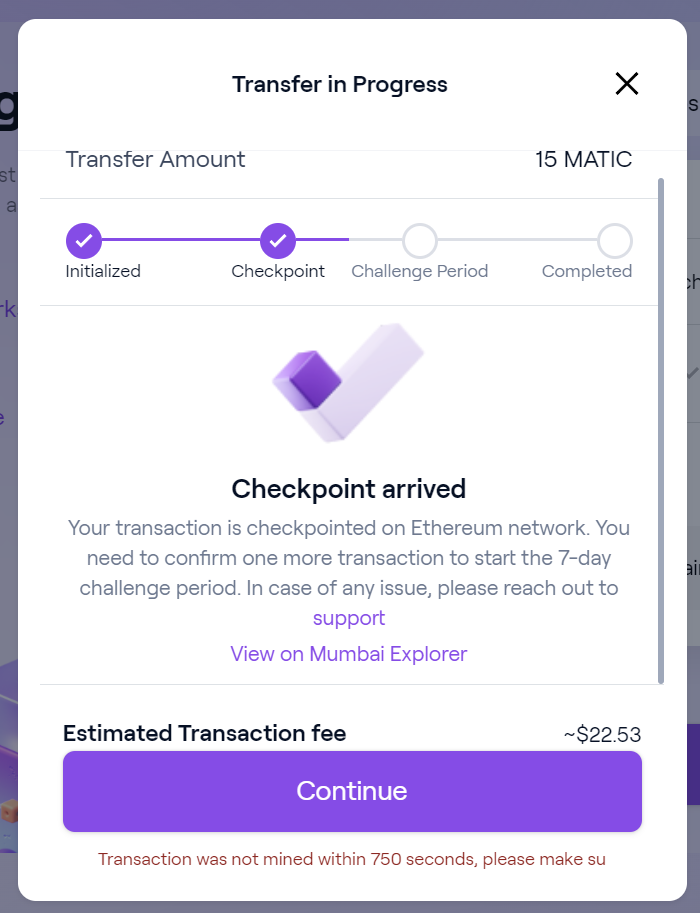 Transfer in Progress
Transfer Amount 15 MATIC
Initialized Checkpoint Challenge Period Completed
Checkpoint arrived
Your transaction is checkpointed on Ethereum network. You
need to confirm one more transaction to start the 7-day
challenge period. In case of any issue, please reach out to
support
View on Mumbai Explorer
Estimated Transaction fee ~$22.53
Continue
Transaction was not mined within 750 seconds, please make su